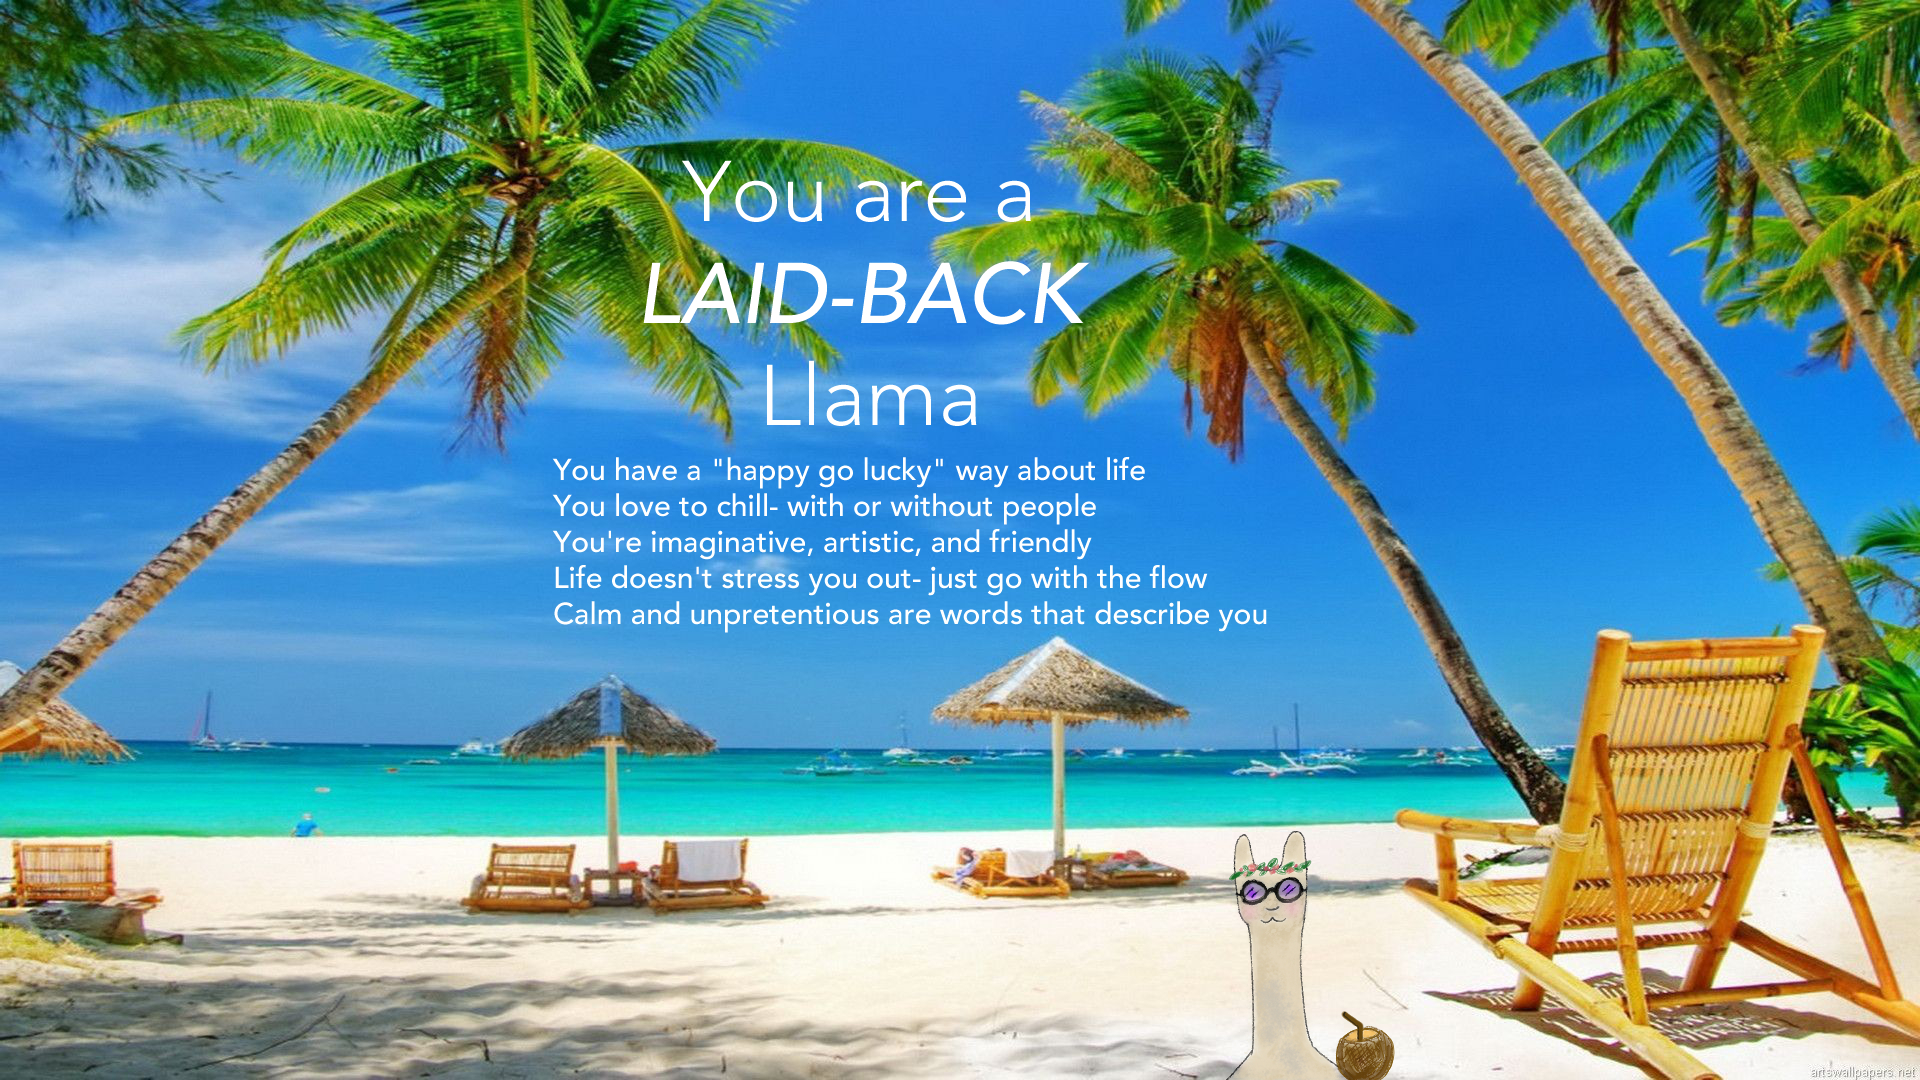 You are a
LAID-BACK
Llama
You have a "happy go lucky" way about life
You love to chill- with or without people
You're imaginative, artistic, and friendly
Life doesn't stress you out- just go with the flow
Calm and unpretentious are words that describe you
artswallpapers.net